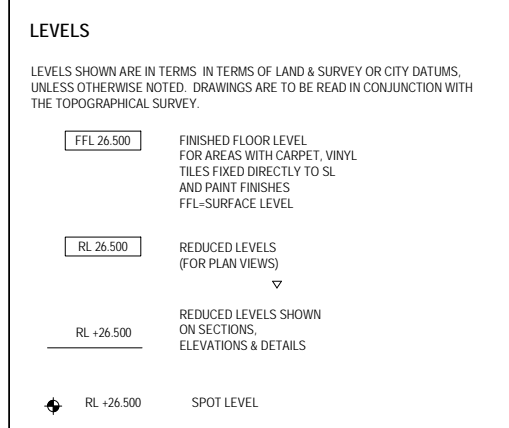 LEVELS
LEVELS SHOWN ARE IN TERMS IN TERMS OF LAND & SURVEY OR CITY DATUMS,
UNLESS OTHERWISE NOTED. DRAWINGS ARE TO BE READ IN CONJUNCTION WITH
THE TOPOGRAPHICAL SURVEY.
FFL 26.500
FINISHED FLOOR LEVEL
FOR AREAS WITH CARPET, VINYL
TILES FIXED DIRECTLY TO SL
AND PAINT FINISHES
FFL=SURFACE LEVEL
RL 26.500
REDUCED LEVELS
(FOR PLAN VIEWS)
RL +26.500
REDUCED LEVELS SHOWN
ON SECTIONS,
ELEVATIONS & DETAILS
RL +26.500
SPOT LEVEL